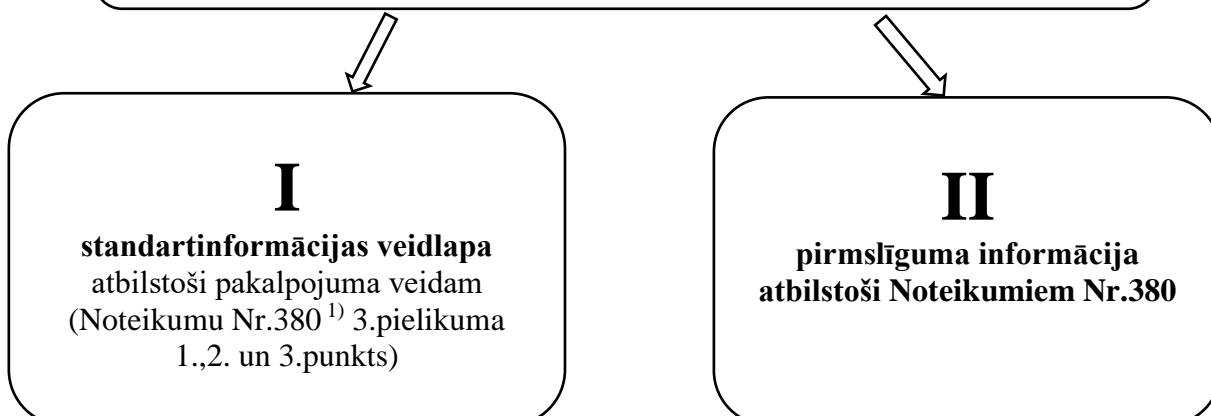 I
standartinformācijas veidlapa
atbilstoši pakalpojuma veidam
(Noteikumu Nr.380 ¹⁾ 3.pielikuma
1.,2. un 3.punkts)
II
pirmslīguma informācija
atbilstoši Noteikumiem Nr.380